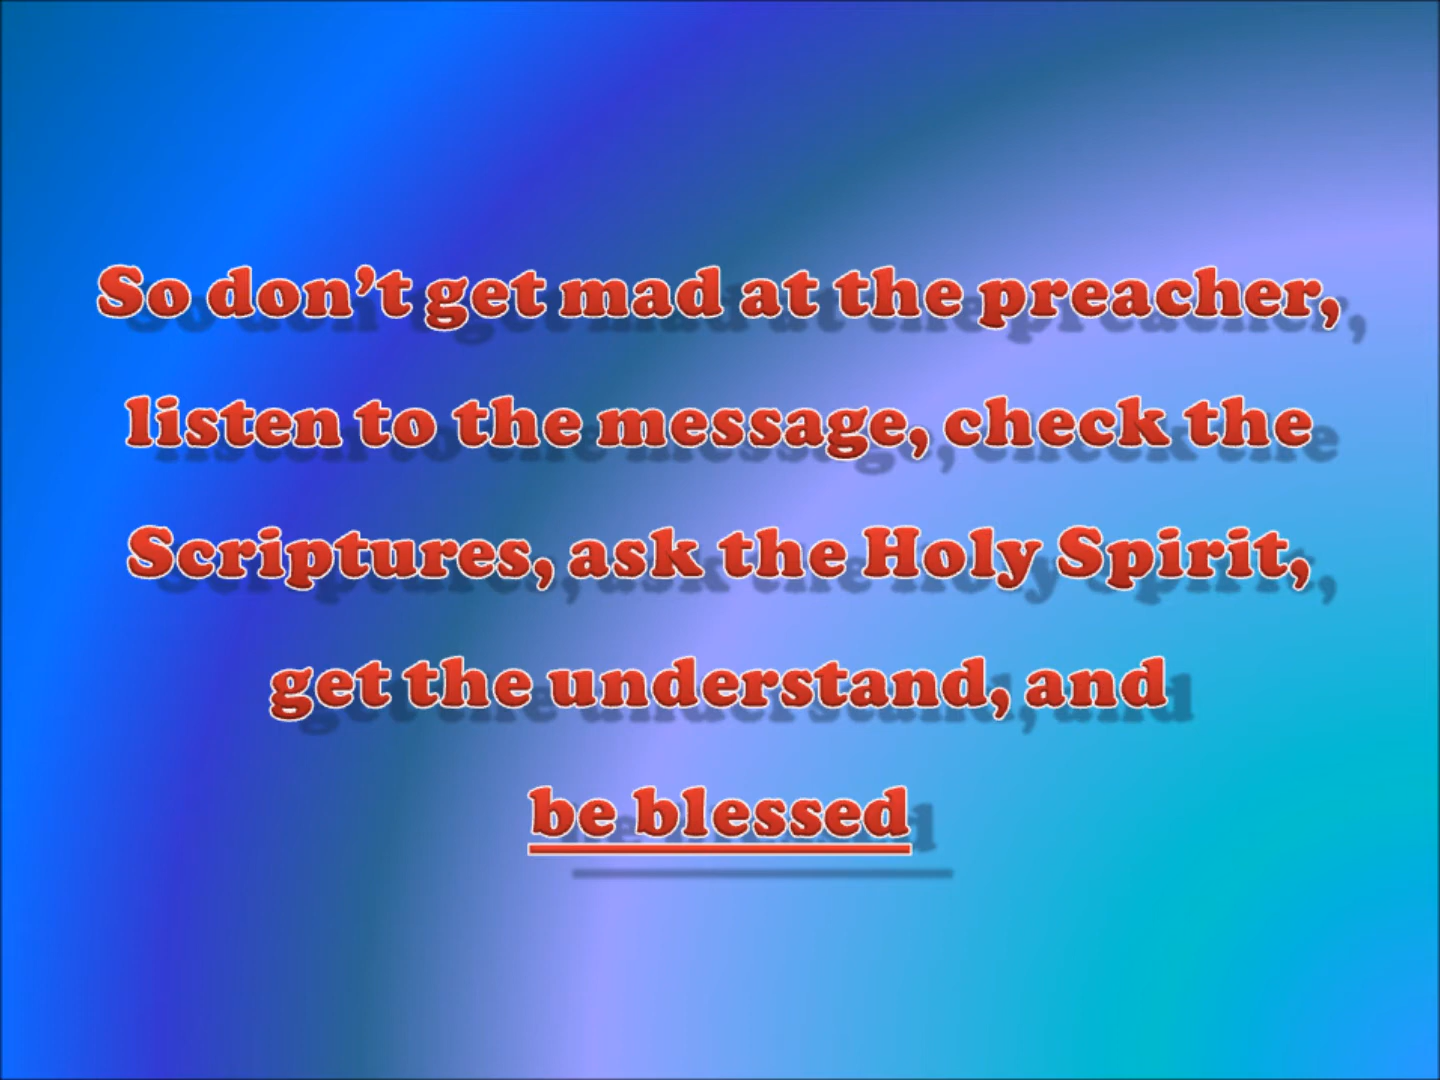 So don’t get mad at the preacher,
listen to the message, check the
Scriptures, ask the Holy Spirit,
get the understand, and
be blessed